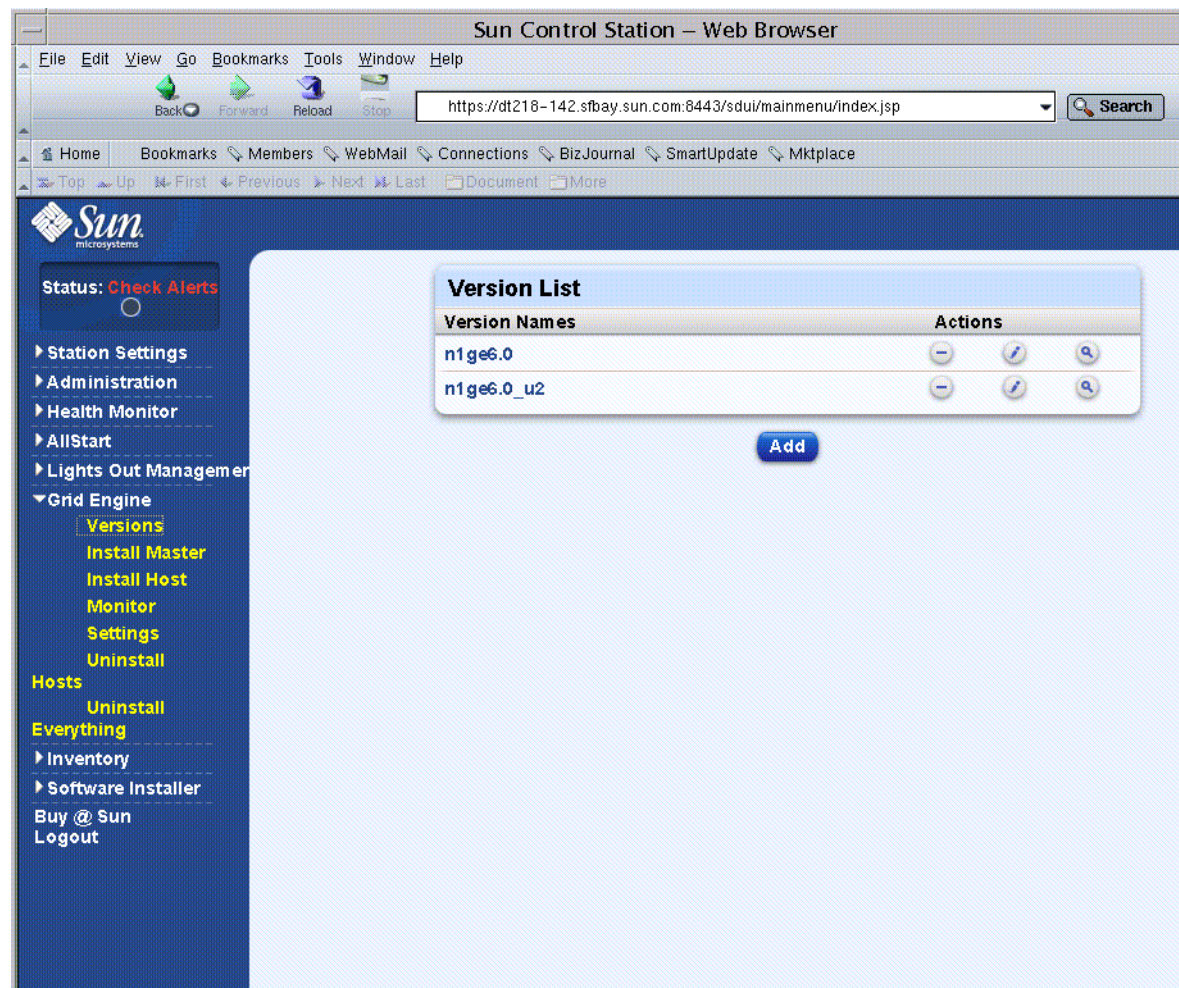 Sun Control Station – Web Browser
File Edit View Go Bookmarks Tools Window Help
Back Forward Reload Stop https://dt218-142.sfbay.sun.com:8443/sdui/mainmenu/index.jsp Search
Home Bookmarks Members WebMail Connections BizJournal SmartUpdate Mktplace
Top Up First Previous Next Last Document More
Sun
microsystems
Status: Check Alerts
Station Settings
Administration
Health Monitor
AllStart
Lights Out Managemer
Grid Engine
Versions
Install Master
Install Host
Monitor
Settings
Uninstall
Hosts
Uninstall
Everything
Inventory
Software Installer
Buy @ Sun
Logout
Version List
Version Names Actions
n1ge6.0
n1ge6.0_u2
Add